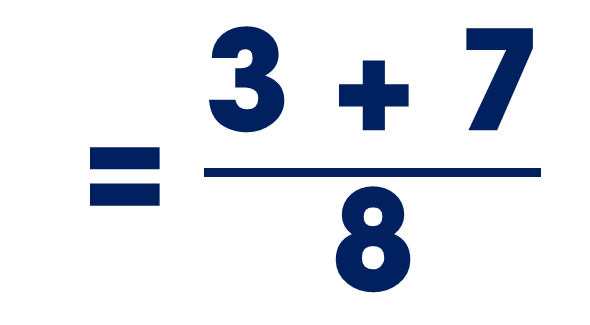 3 + 7
=
8